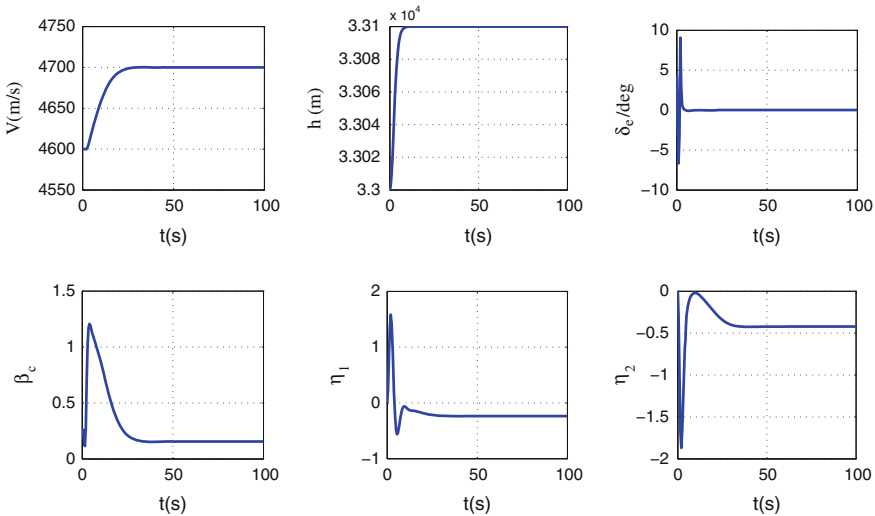 4750
4700
4650
4600
4550
0 50 100
V(m/s)
t(s)
x 10⁴
3.31
3.308
3.306
3.304
3.302
3.3
0 50 100
h (m)
t(s)
10
5
0
−5
−10
0 50 100
δe/deg
t(s)
1.5
1
0.5
0
0 50 100
βc
t(s)
2
1
0
−1
0 50 100
η1
t(s)
0
−0.5
−1
−1.5
−2
0 50 100
η2
t(s)